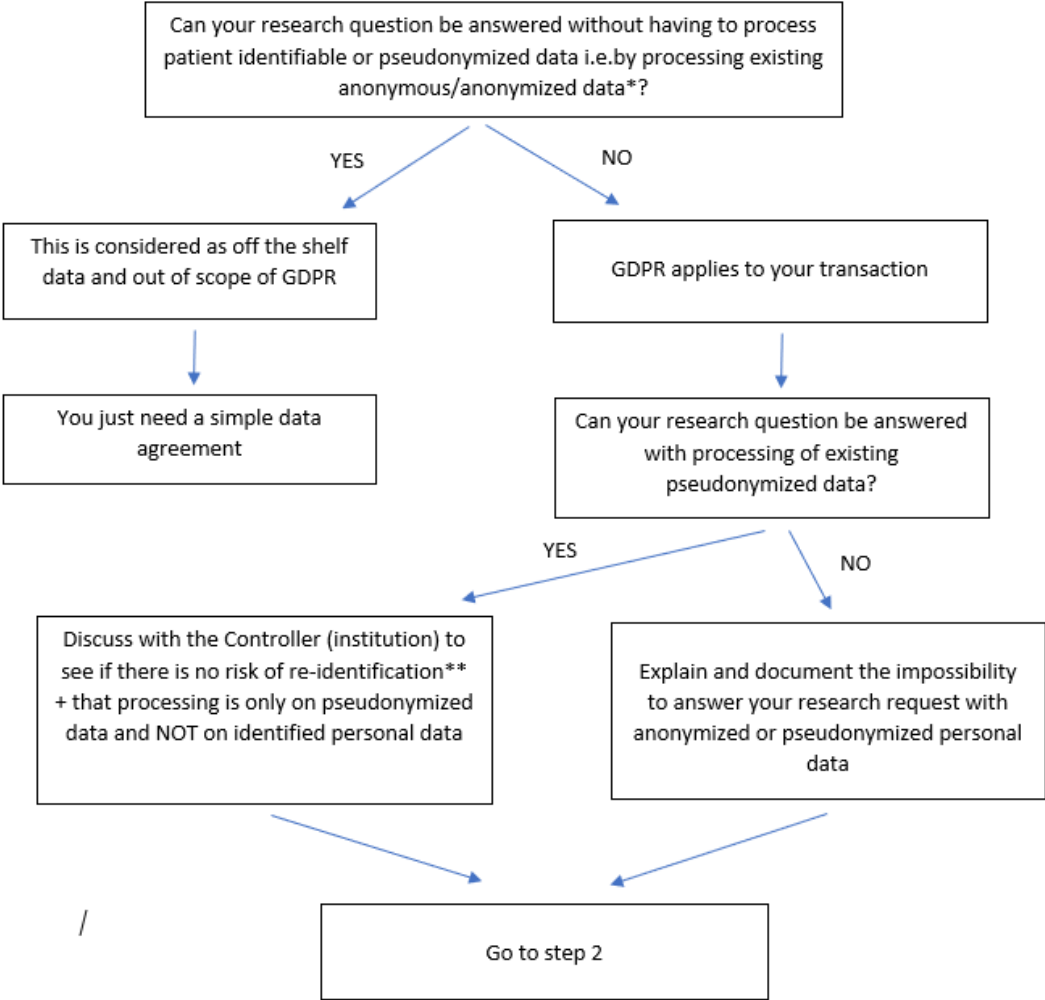 Can your research question be answered without having to process
patient identifiable or pseudonymized data i.e.by processing existing
anonymous/anonymized data*?
YES
NO
This is considered as off the shelf
data and out of scope of GDPR
GDPR applies to your transaction
You just need a simple data
agreement
Can your research question be answered
with processing of existing
pseudonymized data?
YES
NO
Discuss with the Controller (institution) to
see if there is no risk of re-identification**
+ that processing is only on pseudonymized
data and NOT on identified personal data
Explain and document the impossibility
to answer your research request with
anonymized or pseudonymized personal
data
/
Go to step 2